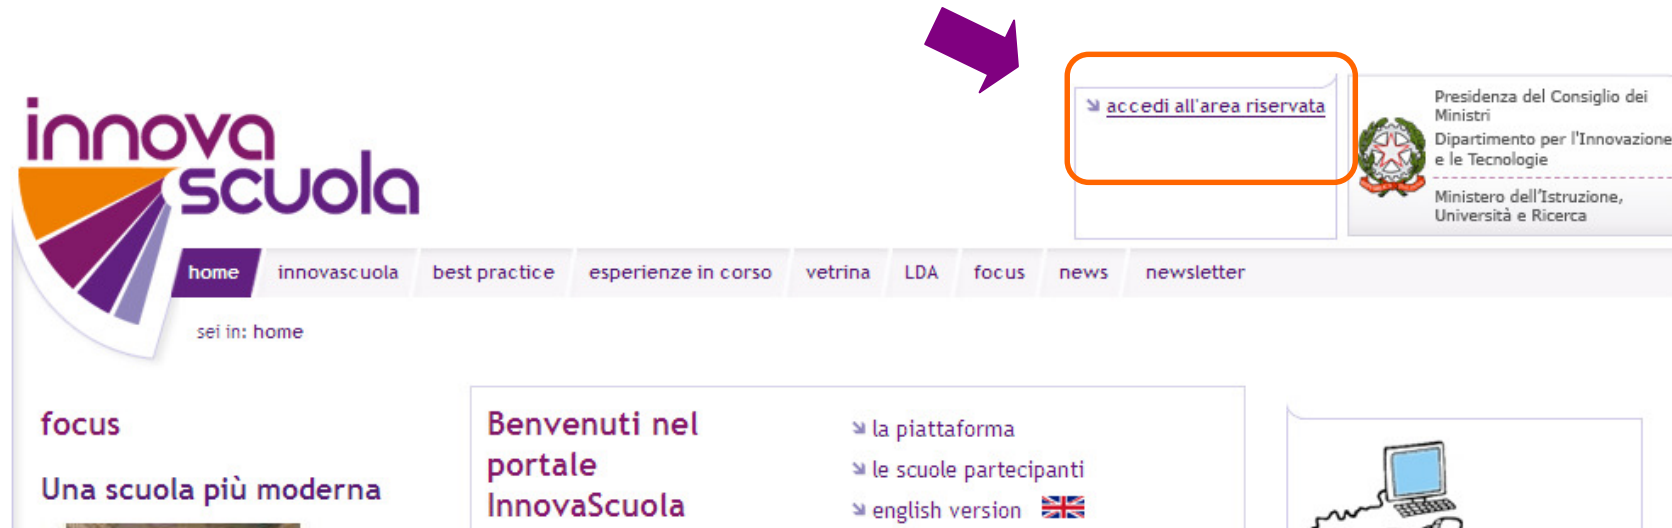 innova
scuola
accedi all'area riservata
Presidenza del Consiglio dei
Ministri
Dipartimento per l'Innovazione
e le Tecnologie
Ministero dell'Istruzione,
Università e Ricerca
home innovascuola best practice esperienze in corso vetrina LDA focus news newsletter
sei in: home
focus
Una scuola più moderna
Benvenuti nel
portale
InnovaScuola
la piattaforma
le scuole partecipanti
english version